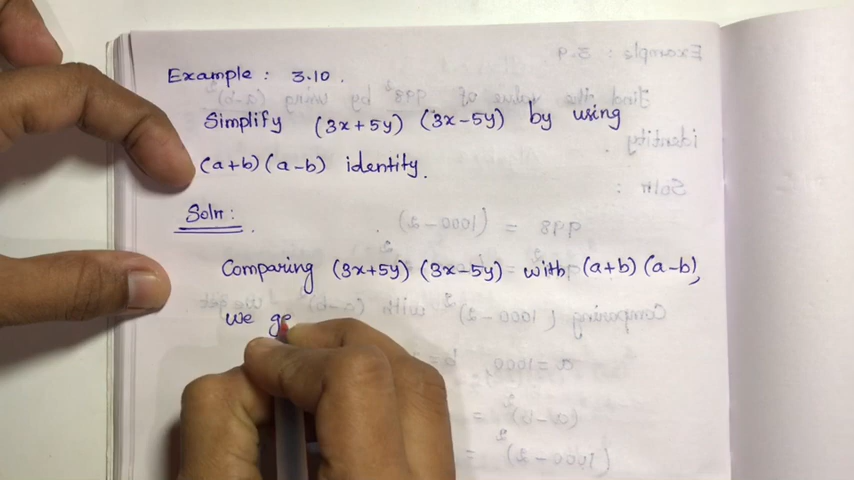 Example : 3.10.
Simplify (3x+5y) (3x-5y) by using
(a+b) (a-b) identity.
Soln :
Comparing (3x+5y) (3x-5y) with (a+b) (a-b),
we ge